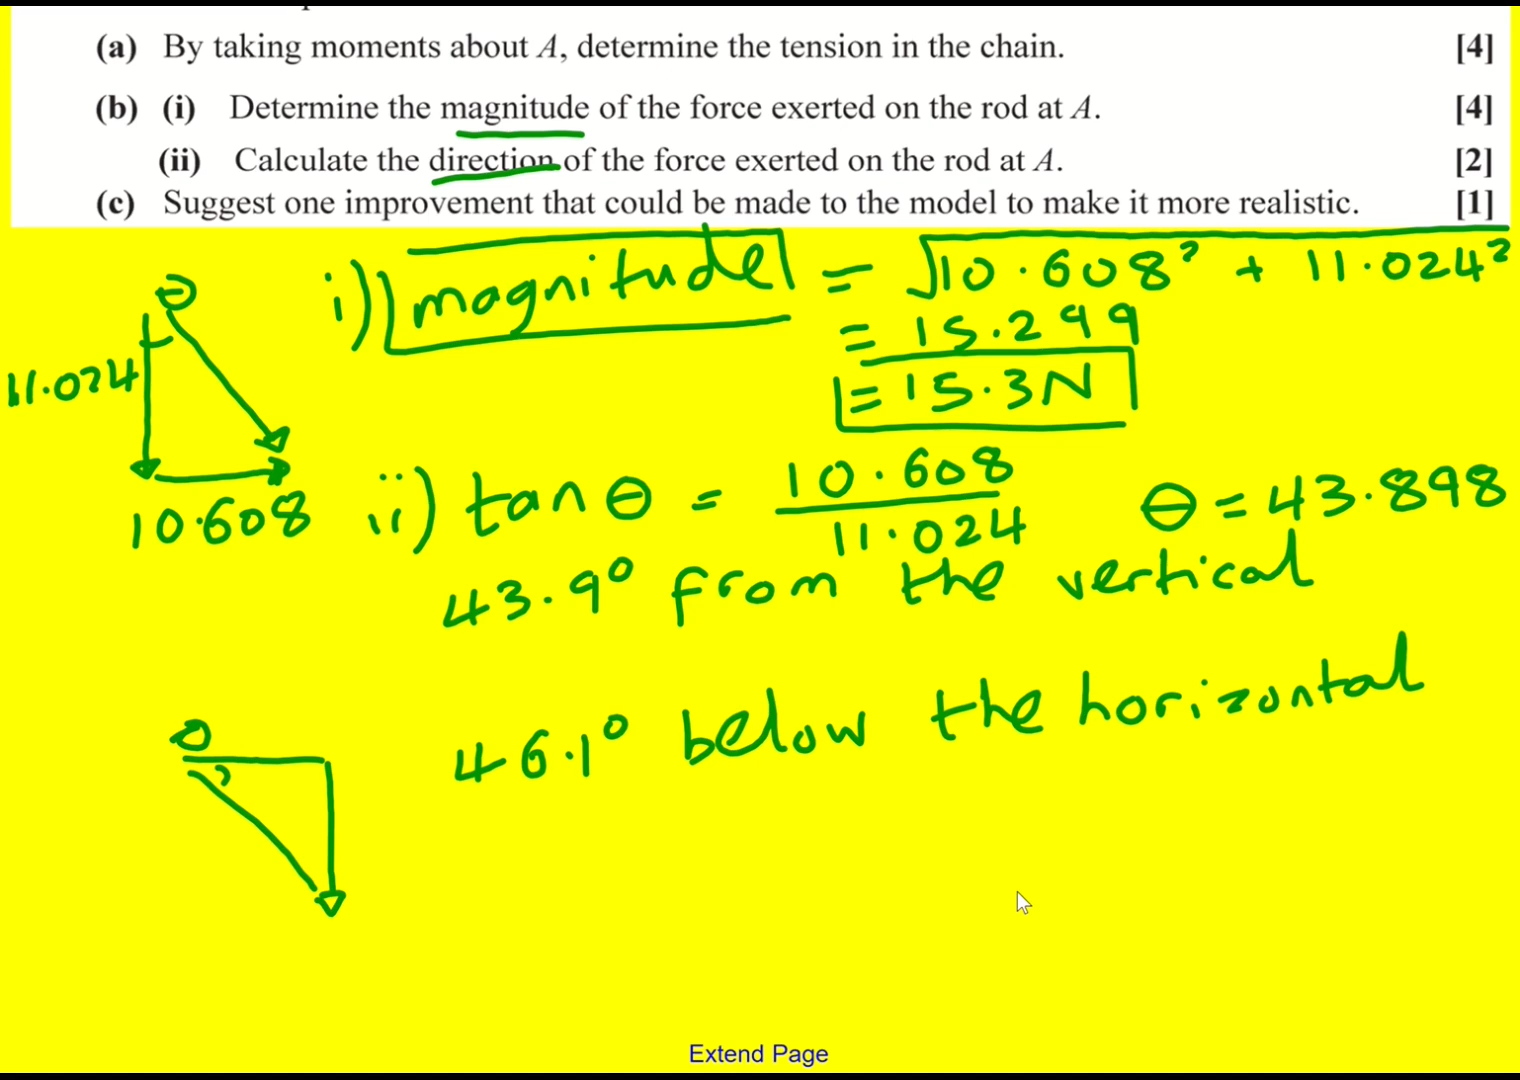 (a) By taking moments about A, determine the tension in the chain. [4]
(b) (i) Determine the magnitude of the force exerted on the rod at A. [4]
(ii) Calculate the direction of the force exerted on the rod at A. [2]
(c) Suggest one improvement that could be made to the model to make it more realistic. [1]
i) magnitude = √10.608² + 11.024²
= 15.299
= 15.3N
θ
11.024
10.608
ii) tan θ = 10.608 / 11.024 θ = 43.898
43.9° from the vertical
46.1° below the horizontal
Extend Page